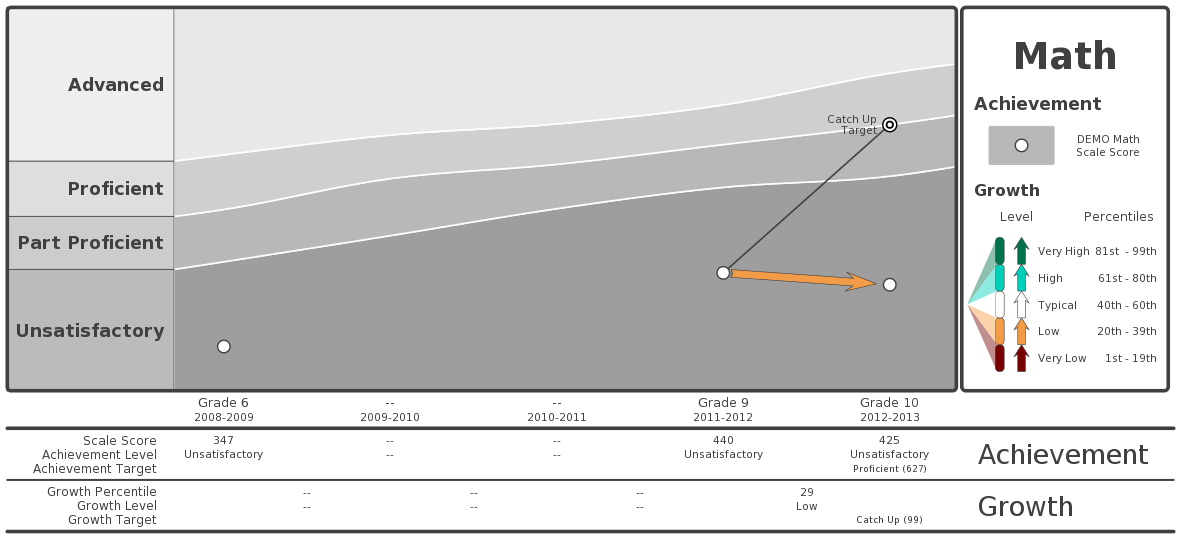 Advanced
Proficient
Part Proficient
Unsatisfactory
Catch Up
Target
Math
Achievement
DEMO Math
Scale Score
Growth
Level Percentiles
Very High 81st - 99th
High 61st - 80th
Typical 40th - 60th
Low 20th - 39th
Very Low 1st - 19th
Grade 6 -- -- Grade 9 Grade 10
2008-2009 2009-2010 2010-2011 2011-2012 2012-2013
Scale Score 347 -- -- 440 425
Achievement Level Unsatisfactory -- -- Unsatisfactory Unsatisfactory
Achievement Target Proficient (627)
Achievement
Growth Percentile -- -- -- 29
Growth Level -- -- -- Low
Growth Target Catch Up (99)
Growth